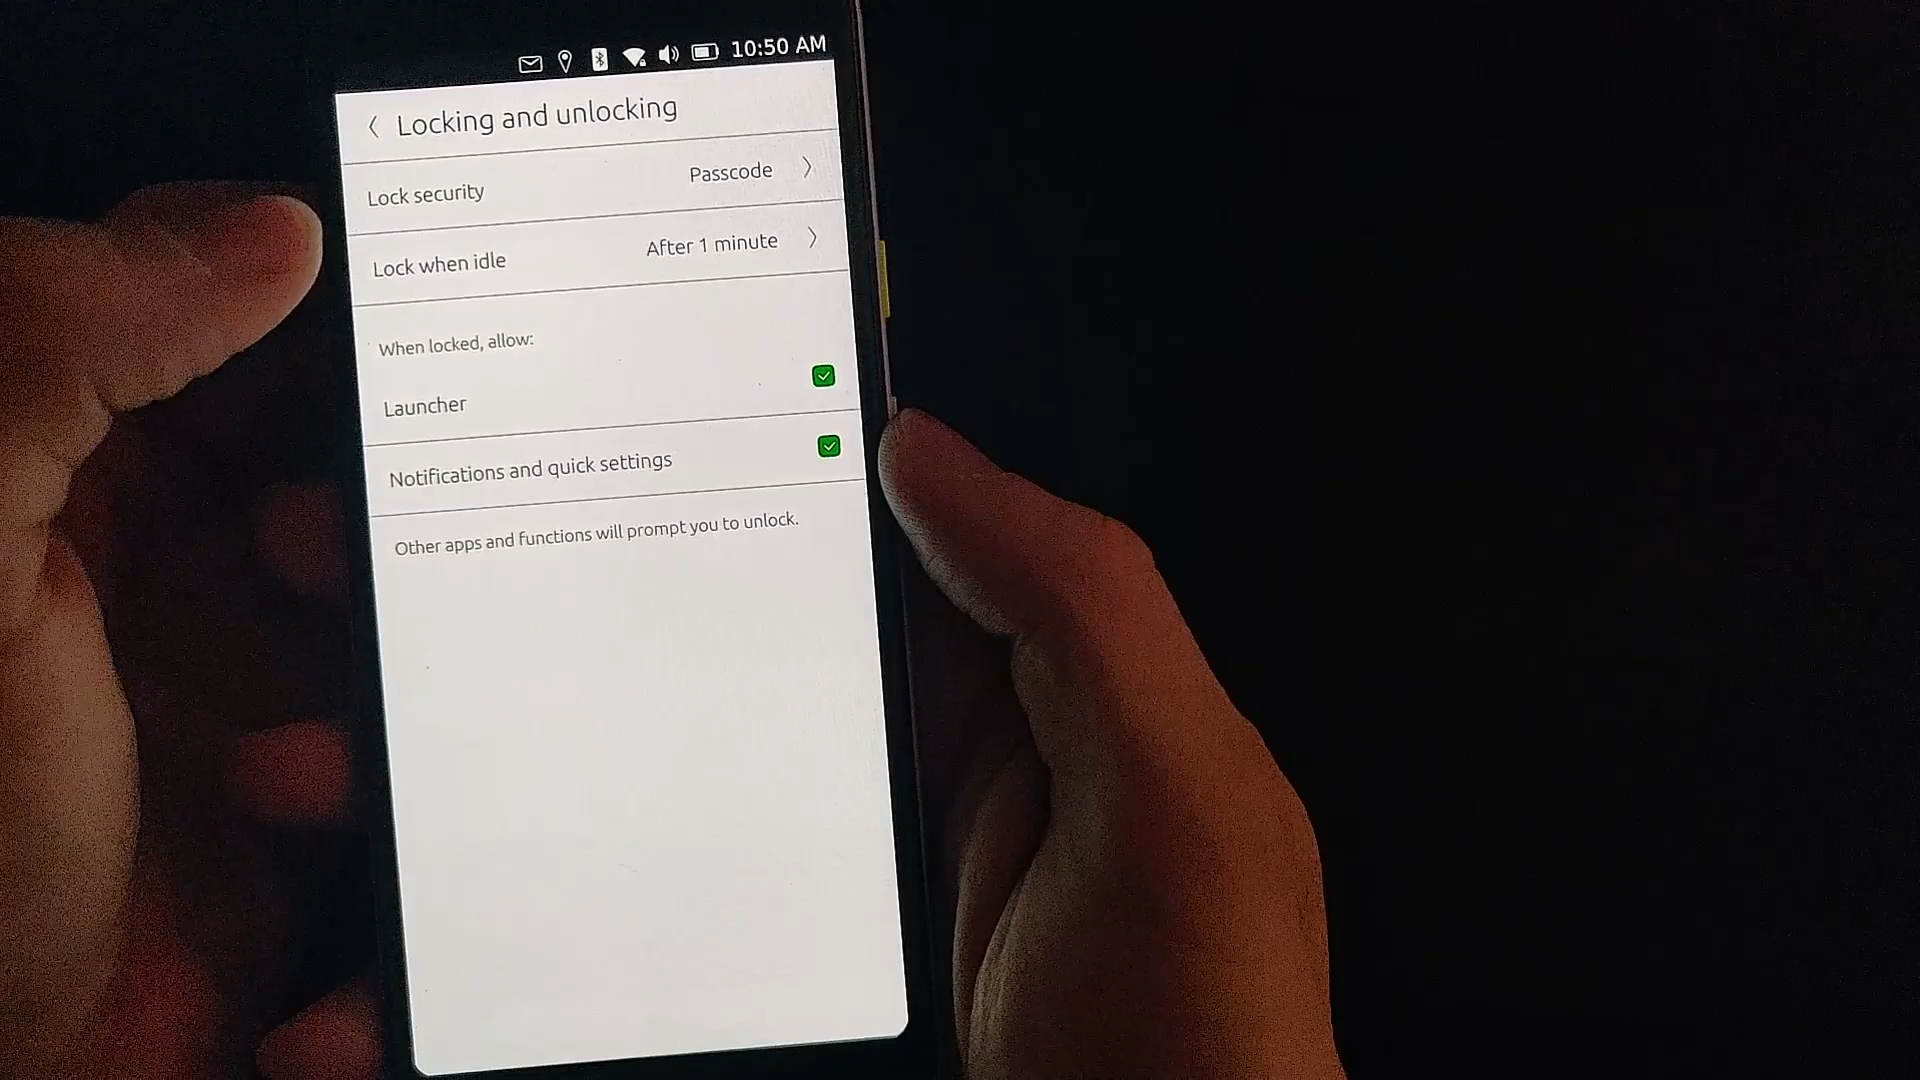 10:50 AM
Locking and unlocking
Lock security Passcode
Lock when idle After 1 minute
When locked, allow:
Launcher
Notifications and quick settings
Other apps and functions will prompt you to unlock.